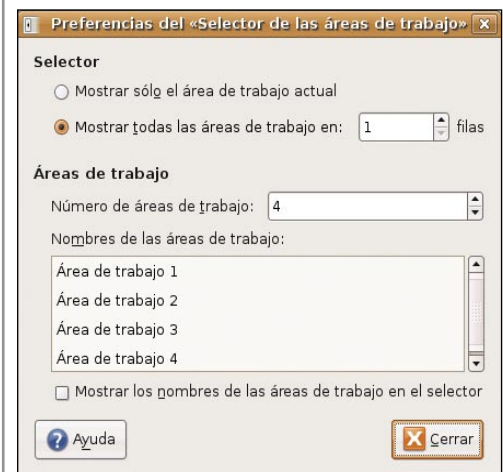 Preferencias del «Selector de las áreas de trabajo»
Selector
Mostrar sólo el área de trabajo actual
Mostrar todas las áreas de trabajo en: 1 filas
Áreas de trabajo
Número de áreas de trabajo: 4
Nombres de las áreas de trabajo:
Área de trabajo 1
Área de trabajo 2
Área de trabajo 3
Área de trabajo 4
Mostrar los nombres de las áreas de trabajo en el selector
Ayuda
Cerrar